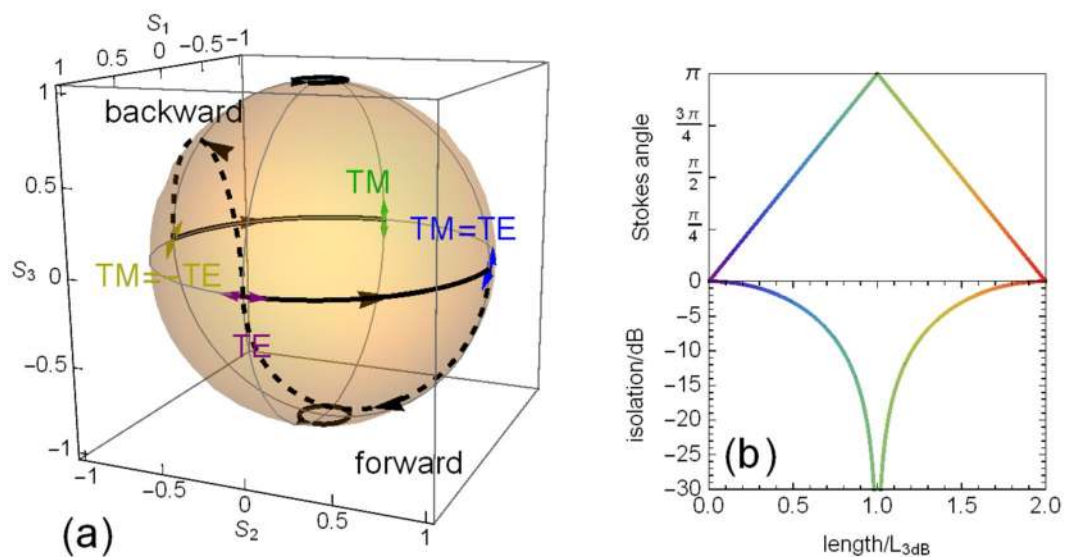 S1
1 0.5 0 -0.5 -1
1
backward
0.5
TM
TM=TE
S3
0
TM=-TE
TE
-0.5
-1
forward
-1
-0.5
0
S2
0.5
1
(a)
π
3π/4
π/2
π/4
0
Stokes angle
-5
-10
-15
-20
-25
-30
isolation/dB
(b)
0.0 0.5 1.0 1.5 2.0
length/L3dB